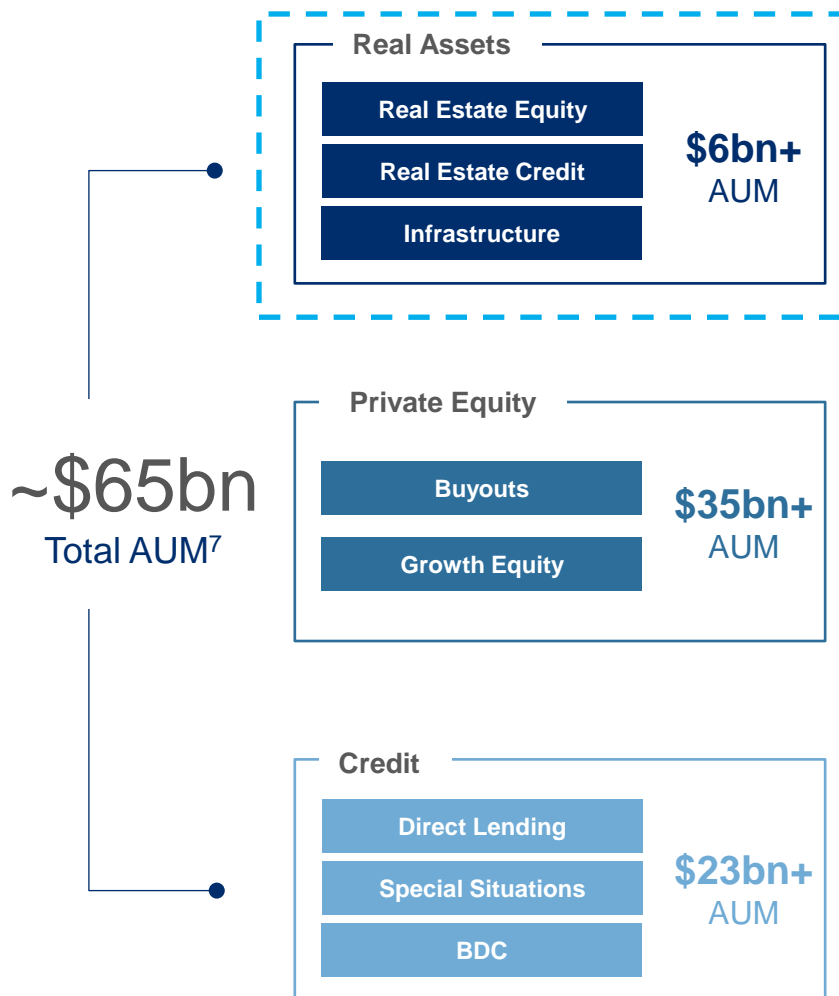 Real Assets
Real Estate Equity
Real Estate Credit
Infrastructure
$6bn+
AUM
~$65bn
Total AUM7
Private Equity
Buyouts
Growth Equity
$35bn+
AUM
Credit
Direct Lending
Special Situations
BDC
$23bn+
AUM